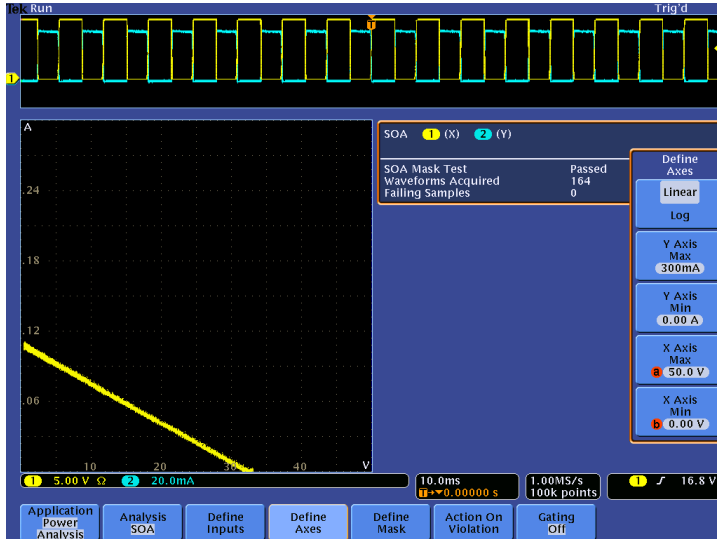 Tek Run Trig'd
T
1
A
.24
.18
.12
.06
10 20 30 40 V
SOA 1 (X) 2 (Y)
SOA Mask Test Passed
Waveforms Acquired 164
Failing Samples 0
Define
Axes
Linear
Log
Y Axis
Max
300mA
Y Axis
Min
0.00 A
X Axis
Max
a 50.0 V
X Axis
Min
b 0.00 V
1 5.00 V Ω 2 20.0mA
10.0ms
T→▼0.00000 s
1.00MS/s
100k points
1 ʃ 16.8 V
Application
Power
Analysis
Analysis
SOA
Define
Inputs
Define
Axes
Define
Mask
Action On
Violation
Gating
Off